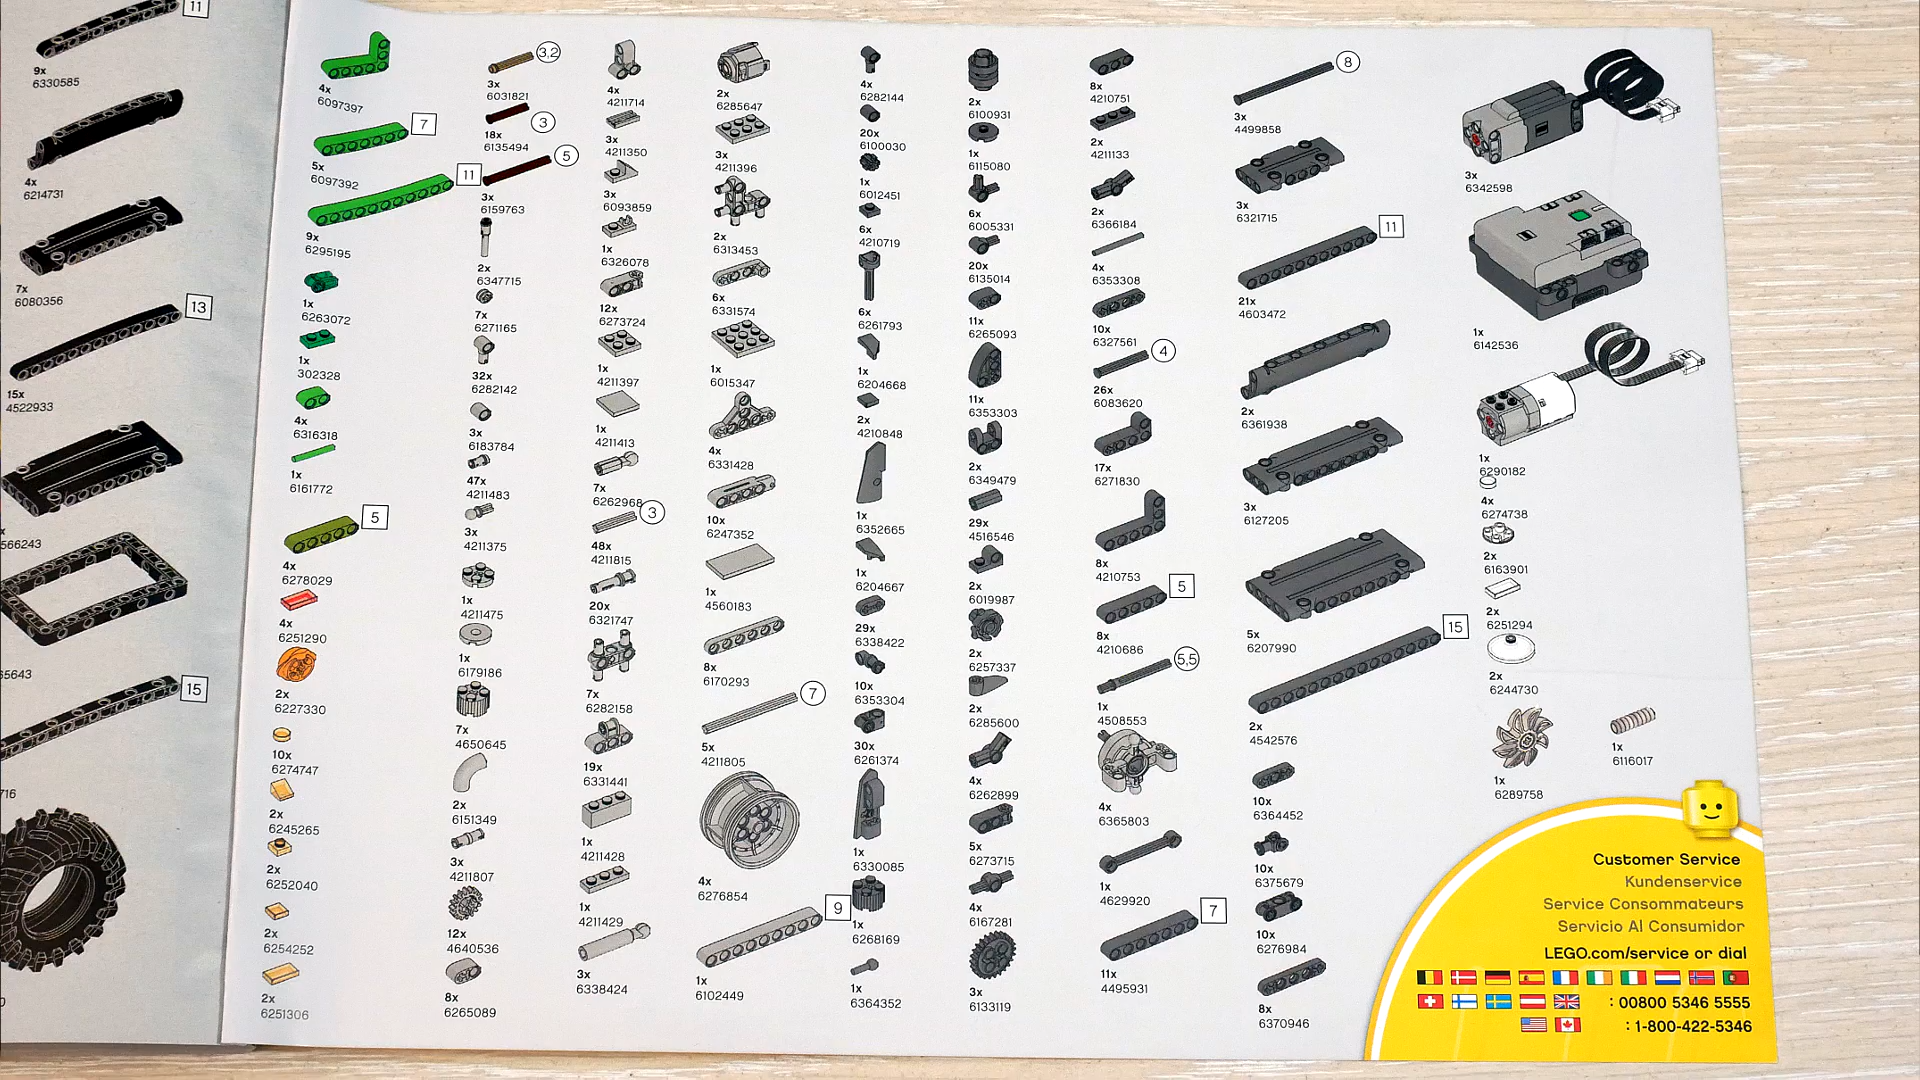 11
9x
6330585
4x
6214731
7x
6080356
13
15x
4522933
566243
65643
15
716
4x
6097397
7
5x
6097392
11
9x
6295195
1x
6263072
1x
302328
4x
6316318
1x
6161772
5
4x
6278029
4x
6251290
2x
6227330
10x
6274747
2x
6245265
2x
6252040
2x
6254252
2x
6251306
3,2
3x
6031821
3
18x
6135494
5
3x
6159763
2x
6347715
7x
6271165
32x
6282142
3x
6183784
47x
4211483
3x
4211375
1x
4211475
1x
6179186
7x
4650645
2x
6151349
3x
4211807
12x
4640536
8x
6265089
4x
4211714
3x
4211350
3x
6093859
1x
6326078
12x
6273724
1x
4211397
1x
4211413
7x
6262968
3
48x
4211815
20x
6321747
7x
6282158
19x
6331441
1x
4211428
1x
4211429
3x
6338424
2x
6285647
3x
4211396
2x
6313453
6x
6331574
1x
6015347
4x
6331428
10x
6247352
1x
4560183
8x
6170293
7
5x
4211805
4x
6276854
9
1x
6102449
4x
6282144
20x
6100030
1x
6012451
6x
4210719
6x
6261793
1x
6204668
2x
4210848
1x
6352665
1x
6204667
29x
6338422
10x
6353304
30x
6261374
1x
6330085
1x
6268169
1x
6364352
2x
6100931
1x
6115080
6x
6005331
20x
6135014
11x
6265093
11x
6353303
2x
6349479
29x
4516546
2x
6019987
2x
6257337
2x
6285600
4x
6262899
5x
6273715
4x
6167281
3x
6133119
8x
4210751
2x
4211133
2x
6366184
4x
6353308
10x
6327561
4
26x
6083620
17x
6271830
8x
4210753
5
8x
4210686
5,5
1x
4508553
4x
6365803
1x
4629920
7
11x
4495931
8
3x
4499858
3x
6321715
11
21x
4603472
2x
6361938
3x
6127205
5x
6207990
15
2x
4542576
10x
6364452
10x
6375679
10x
6276984
8x
6370946
3x
6342598
1x
6142536
1x
6290182
4x
6274738
2x
6163901
2x
6251294
2x
6244730
1x
6289758
1x
6116017
Customer Service
Kundenservice
Service Consommateurs
Servicio Al Consumidor
LEGO.com/service or dial
: 00800 5346 5555
: 1-800-422-5346